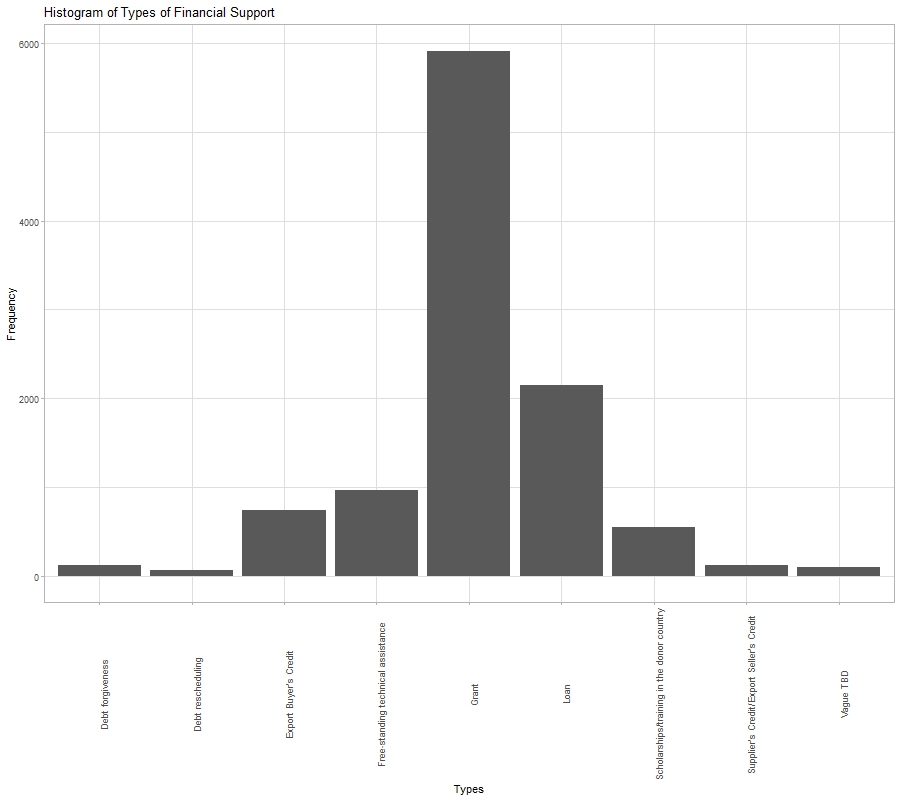 Histogram of Types of Financial Support
Frequency
6000
4000
2000
0
Debt forgiveness
Debt rescheduling
Export Buyer's Credit
Free-standing technical assistance
Grant
Loan
Scholarships/training in the donor country
Supplier's Credit/Export Seller's Credit
Vague TBD
Types